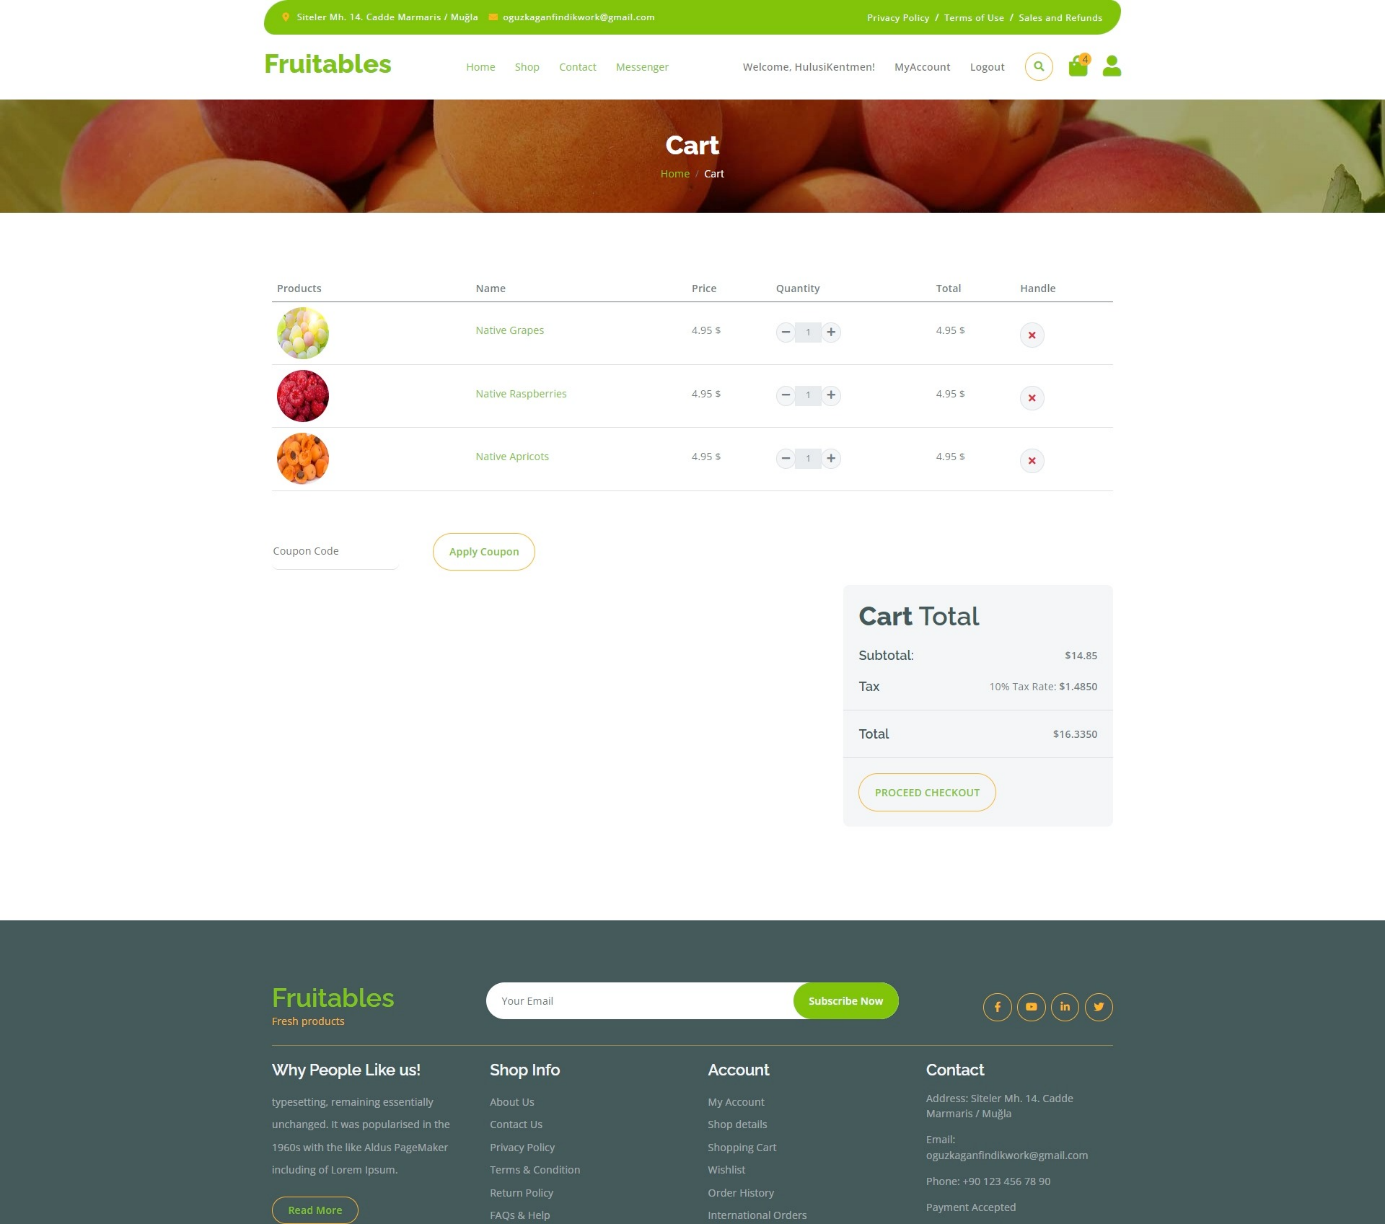 Siteler Mh. 14. Cadde Marmaris / Muğla oguzkaganfindikwork@gmail.com Privacy Policy / Terms of Use / Sales and Refunds
Fruitables Home Shop Contact Messenger Welcome, HulusiKentmen! MyAccount Logout 4
Cart
Home / Cart
Products Name Price Quantity Total Handle
Native Grapes 4.95 $ 1 4.95 $
Native Raspberries 4.95 $ 1 4.95 $
Native Apricots 4.95 $ 1 4.95 $
Coupon Code Apply Coupon
Cart Total
Subtotal: $14.85
Tax 10% Tax Rate: $1.4850
Total $16.3350
PROCEED CHECKOUT
Fruitables
Fresh products
Your Email Subscribe Now
Why People Like us!
typesetting, remaining essentially
unchanged. It was popularised in the
1960s with the like Aldus PageMaker
including of Lorem Ipsum.
Read More
Shop Info
About Us
Contact Us
Privacy Policy
Terms & Condition
Return Policy
FAQs & Help
Account
My Account
Shop details
Shopping Cart
Wishlist
Order History
International Orders
Contact
Address: Siteler Mh. 14. Cadde
Marmaris / Muğla
Email:
oguzkaganfindikwork@gmail.com
Phone: +90 123 456 78 90
Payment Accepted